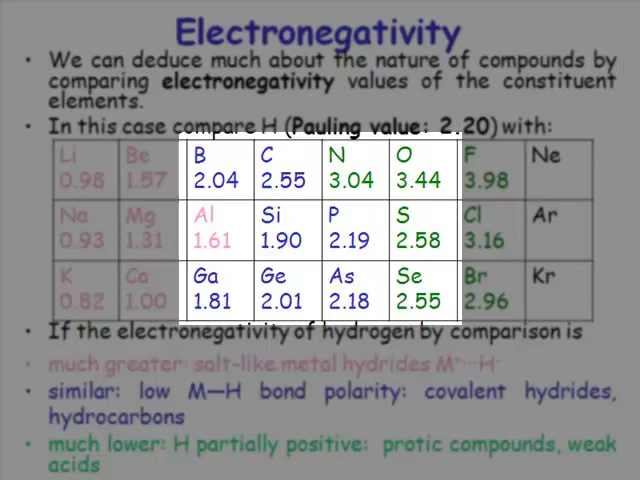 Electronegativity
• We can deduce much about the nature of compounds by
comparing electronegativity values of the constituent
elements.
• In this case compare H (Pauling value: 2.20) with:
Li Be B C N O F Ne
0.98 1.57 2.04 2.55 3.04 3.44 3.98
Na Mg Al Si P S Cl Ar
0.93 1.31 1.61 1.90 2.19 2.58 3.16
K Ca Ga Ge As Se Br Kr
0.82 1.00 1.81 2.01 2.18 2.55 2.96
• If the electronegativity of hydrogen by comparison is
• much greater: salt-like metal hydrides M⁺···H⁻
• similar: low M—H bond polarity: covalent hydrides,
hydrocarbons
• much lower: H partially positive: protic compounds, weak
acids